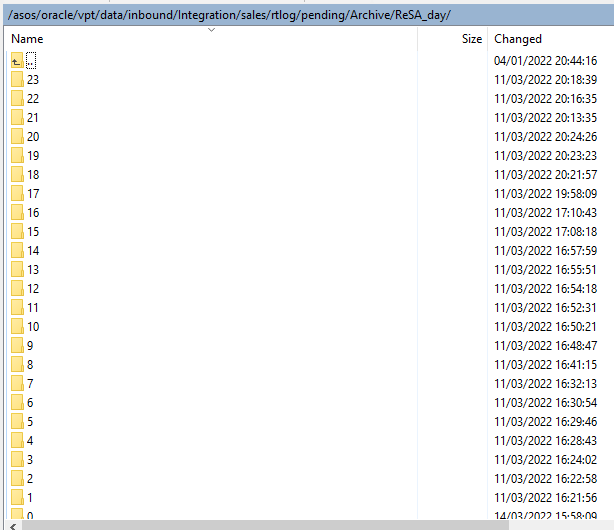 /asos/oracle/vpt/data/inbound/Integration/sales/rtlog/pending/Archive/ReSA_day/
Name Size Changed
.. 04/01/2022 20:44:16
23 11/03/2022 20:18:39
22 11/03/2022 20:16:35
21 11/03/2022 20:13:35
20 11/03/2022 20:24:26
19 11/03/2022 20:23:23
18 11/03/2022 20:21:57
17 11/03/2022 19:58:09
16 11/03/2022 17:10:43
15 11/03/2022 17:08:18
14 11/03/2022 16:57:59
13 11/03/2022 16:55:51
12 11/03/2022 16:54:18
11 11/03/2022 16:52:31
10 11/03/2022 16:50:21
9 11/03/2022 16:48:47
8 11/03/2022 16:41:15
7 11/03/2022 16:32:13
6 11/03/2022 16:30:54
5 11/03/2022 16:29:46
4 11/03/2022 16:28:43
3 11/03/2022 16:24:02
2 11/03/2022 16:22:58
1 11/03/2022 16:21:56
0 14/03/2022 15:58:09